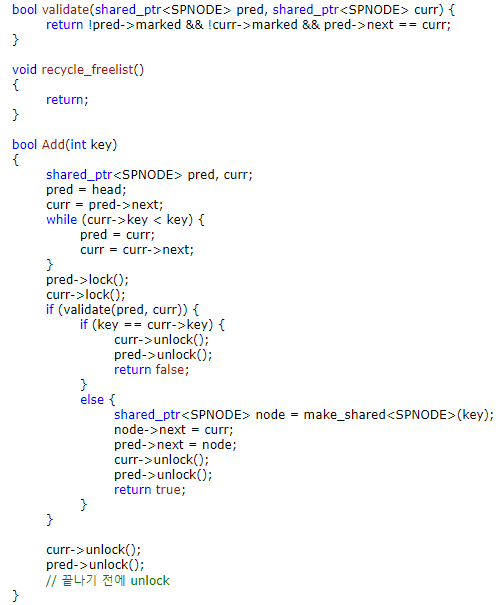 bool validate(shared_ptr<SPNODE> pred, shared_ptr<SPNODE> curr) {
return !pred->marked && !curr->marked && pred->next == curr;
}
void recycle_freelist()
{
return;
}
bool Add(int key)
{
shared_ptr<SPNODE> pred, curr;
pred = head;
curr = pred->next;
while (curr->key < key) {
pred = curr;
curr = curr->next;
}
pred->lock();
curr->lock();
if (validate(pred, curr)) {
if (key == curr->key) {
curr->unlock();
pred->unlock();
return false;
}
else {
shared_ptr<SPNODE> node = make_shared<SPNODE>(key);
node->next = curr;
pred->next = node;
curr->unlock();
pred->unlock();
return true;
}
}
curr->unlock();
pred->unlock();
// 끝나기 전에 unlock
}